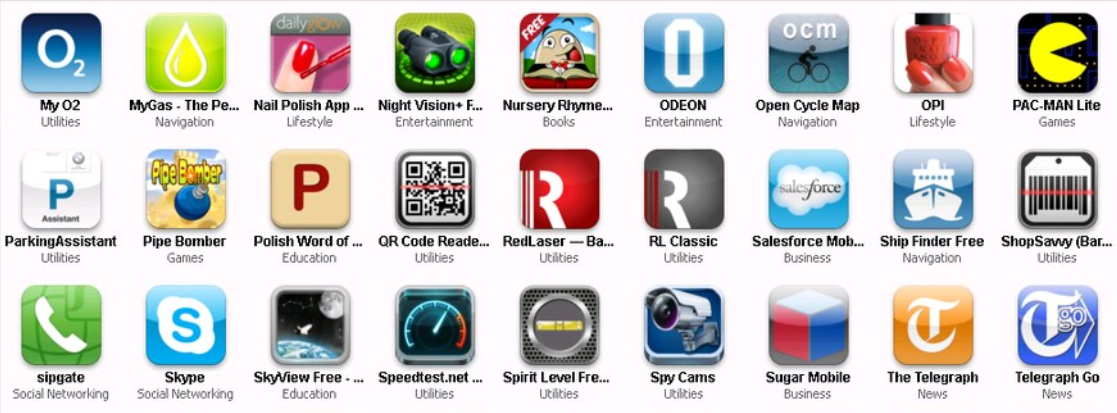 O2
dailyglow
FREE
O
ocm
OPI
My O2
MyGas - The Pe...
Nail Polish App ...
Night Vision+ F...
Nursery Rhyme...
ODEON
Open Cycle Map
OPI
PAC-MAN Lite
Utilities
Navigation
Lifestyle
Entertainment
Books
Entertainment
Navigation
Lifestyle
Games
P
Assistant
Pipe Bomber
P
R
R
salesforce
ParkingAssistant
Pipe Bomber
Polish Word of ...
QR Code Reade...
RedLaser — Ba...
RL Classic
Salesforce Mob...
Ship Finder Free
ShopSavvy (Bar...
Utilities
Games
Education
Utilities
Utilities
Utilities
Business
Navigation
Utilities
S
T
T
go
sipgate
Skype
SkyView Free - ...
Speedtest.net ...
Spirit Level Fre...
Spy Cams
Sugar Mobile
The Telegraph
Telegraph Go
Social Networking
Social Networking
Education
Utilities
Utilities
Utilities
Business
News
News